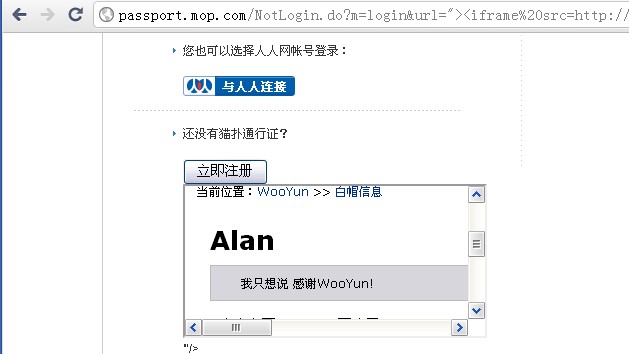 passport.mop.com/NotLogin.do?m=login&url="><iframe%20src=http://
您也可以选择人人网帐号登录：
与人人连接
还没有猫扑通行证?
立即注册
当前位置：WooYun >> 白帽信息
Alan
我只想说 感谢WooYun!
"/>